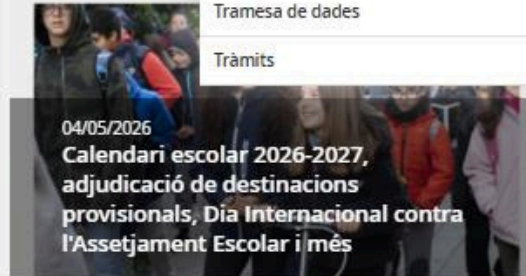 Tramesa de dades
Tràmits
04/05/2026
Calendari escolar 2026-2027,
adjudicació de destinacions
provisionals, Dia Internacional contra
l'Assetjament Escolar i més